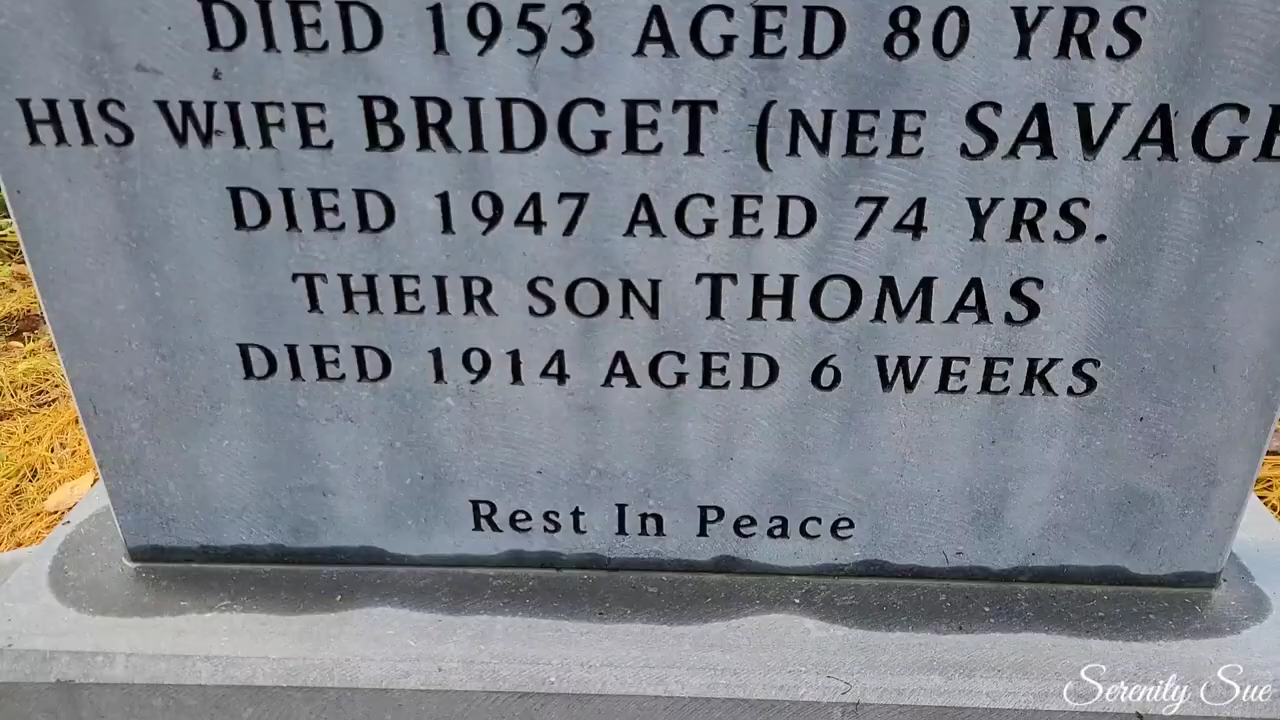 DIED 1953 AGED 80 YRS
HIS WIFE BRIDGET (NEE SAVAGE
DIED 1947 AGED 74 YRS.
THEIR SON THOMAS
DIED 1914 AGED 6 WEEKS
Rest In Peace
Serenity Sue